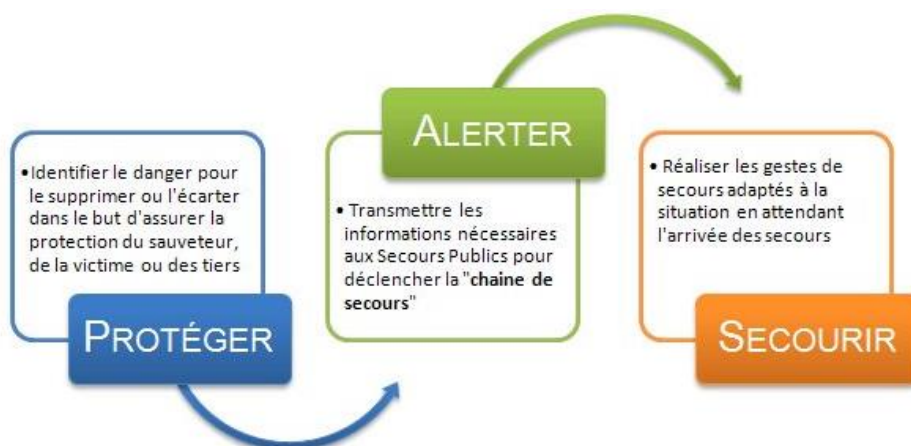 •Identifier le danger pour
le supprimer ou l'écarter
dans le but d'assurer la
protection du sauveteur,
de la victime ou des tiers
PROTÉGER
ALERTER
• Transmettre les
informations nécessaires
aux Secours Publics pour
déclencher la "chaine de
secours"
• Réaliser les gestes de
secours adaptés à la
situation en attendant
l'arrivée des secours
SECOURIR